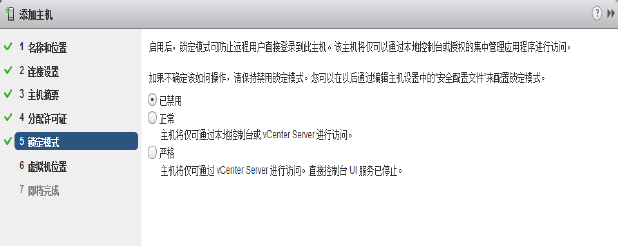 添加主机
1 名称和位置
2 连接设置
3 主机摘要
4 分配许可证
5 锁定模式
6 虚拟机位置
7 即将完成
启用后，锁定模式可防止远程用户直接登录到此主机。该主机将仅可以通过本地控制台或授权的集中管理应用程序进行访问。
如果不确定该如何操作，请保持禁用锁定模式。您可以在以后通过编辑主机设置中的“安全配置文件”来配置锁定模式。
已禁用
正常
主机将仅可通过本地控制台或 vCenter Server 进行访问。
严格
主机将仅可通过 vCenter Server 进行访问。直接控制台 UI 服务已停止。